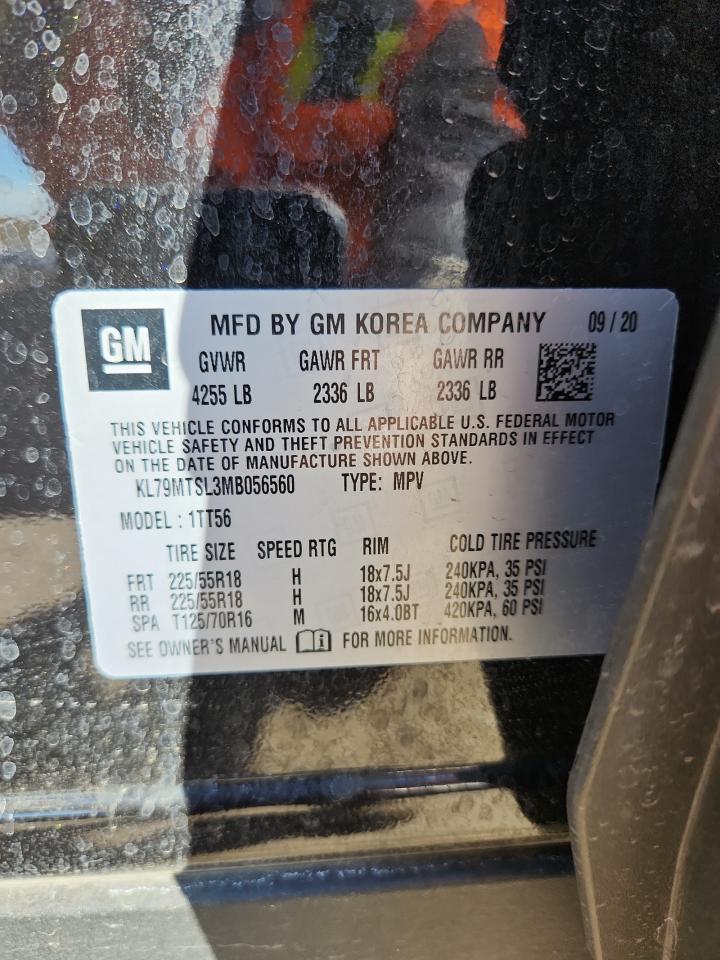 GM
MFD BY GM KOREA COMPANY 09 / 20
GVWR GAWR FRT GAWR RR
4255 LB 2336 LB 2336 LB
THIS VEHICLE CONFORMS TO ALL APPLICABLE U.S. FEDERAL MOTOR
VEHICLE SAFETY AND THEFT PREVENTION STANDARDS IN EFFECT
ON THE DATE OF MANUFACTURE SHOWN ABOVE.
KL79MTSL3MB056560 TYPE: MPV
MODEL : 1TT56
TIRE SIZE SPEED RTG RIM COLD TIRE PRESSURE
FRT 225/55R18 H 18x7.5J 240KPA, 35 PSI
RR 225/55R18 H 18x7.5J 240KPA, 35 PSI
SPA T125/70R16 M 16x4.0BT 420KPA, 60 PSI
SEE OWNER'S MANUAL FOR MORE INFORMATION.